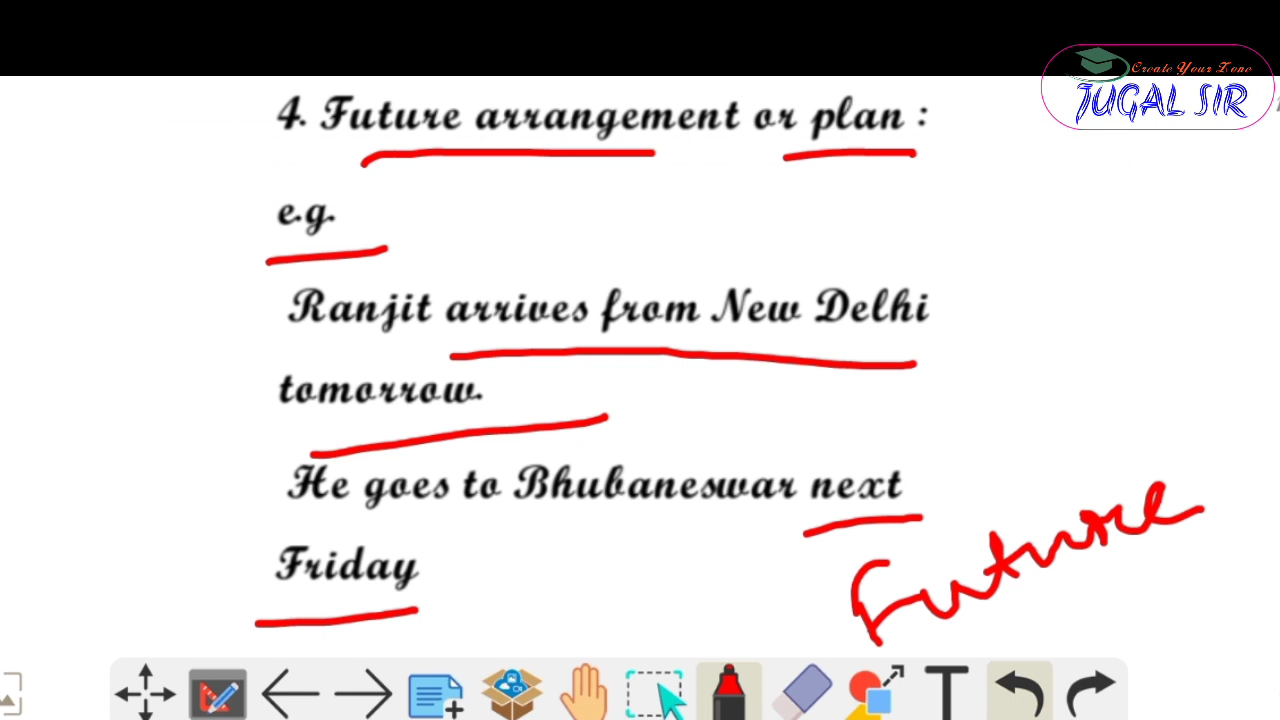 Create Your Zone
JUGAL SIR
4. Future arrangement or plan :
e.g.
Ranjit arrives from New Delhi
tomorrow.
He goes to Bhubaneswar next
Friday
Future
T